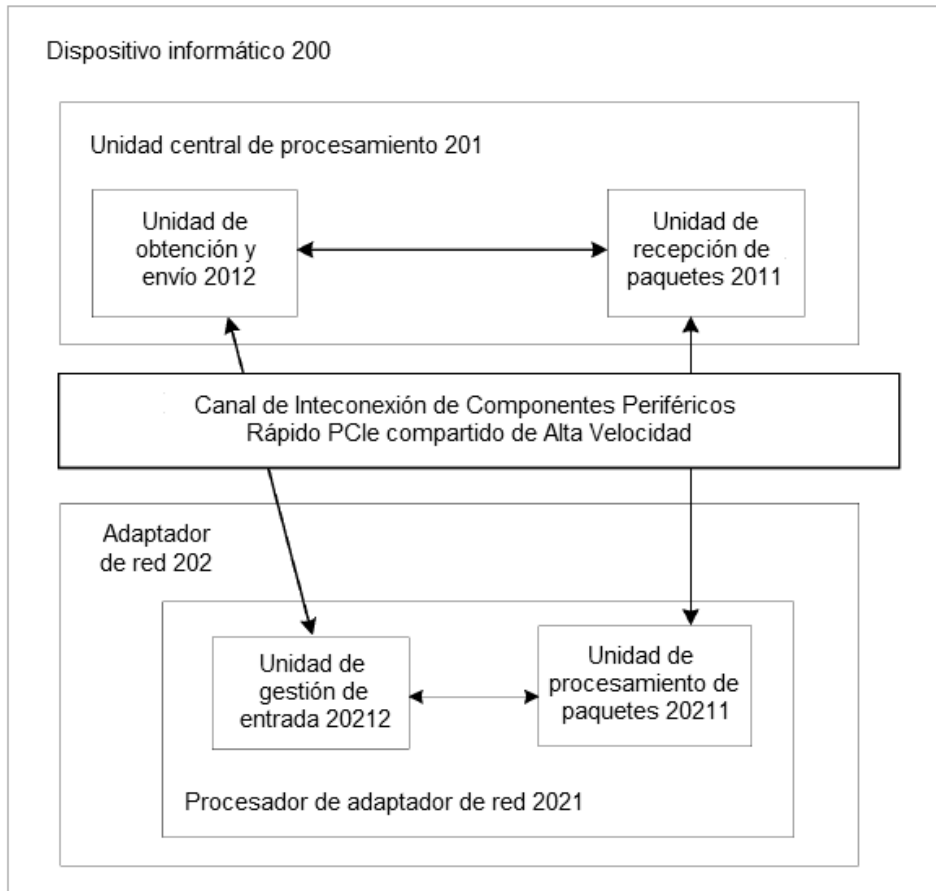 Dispositivo informático 200
Unidad central de procesamiento 201
Unidad de
obtención y
envío 2012
Unidad de
recepción de
paquetes 2011
Canal de Inteconexión de Componentes Periféricos
Rápido PCIe compartido de Alta Velocidad
Adaptador
de red 202
Unidad de
gestión de
entrada 20212
Unidad de
procesamiento de
paquetes 20211
Procesador de adaptador de red 2021